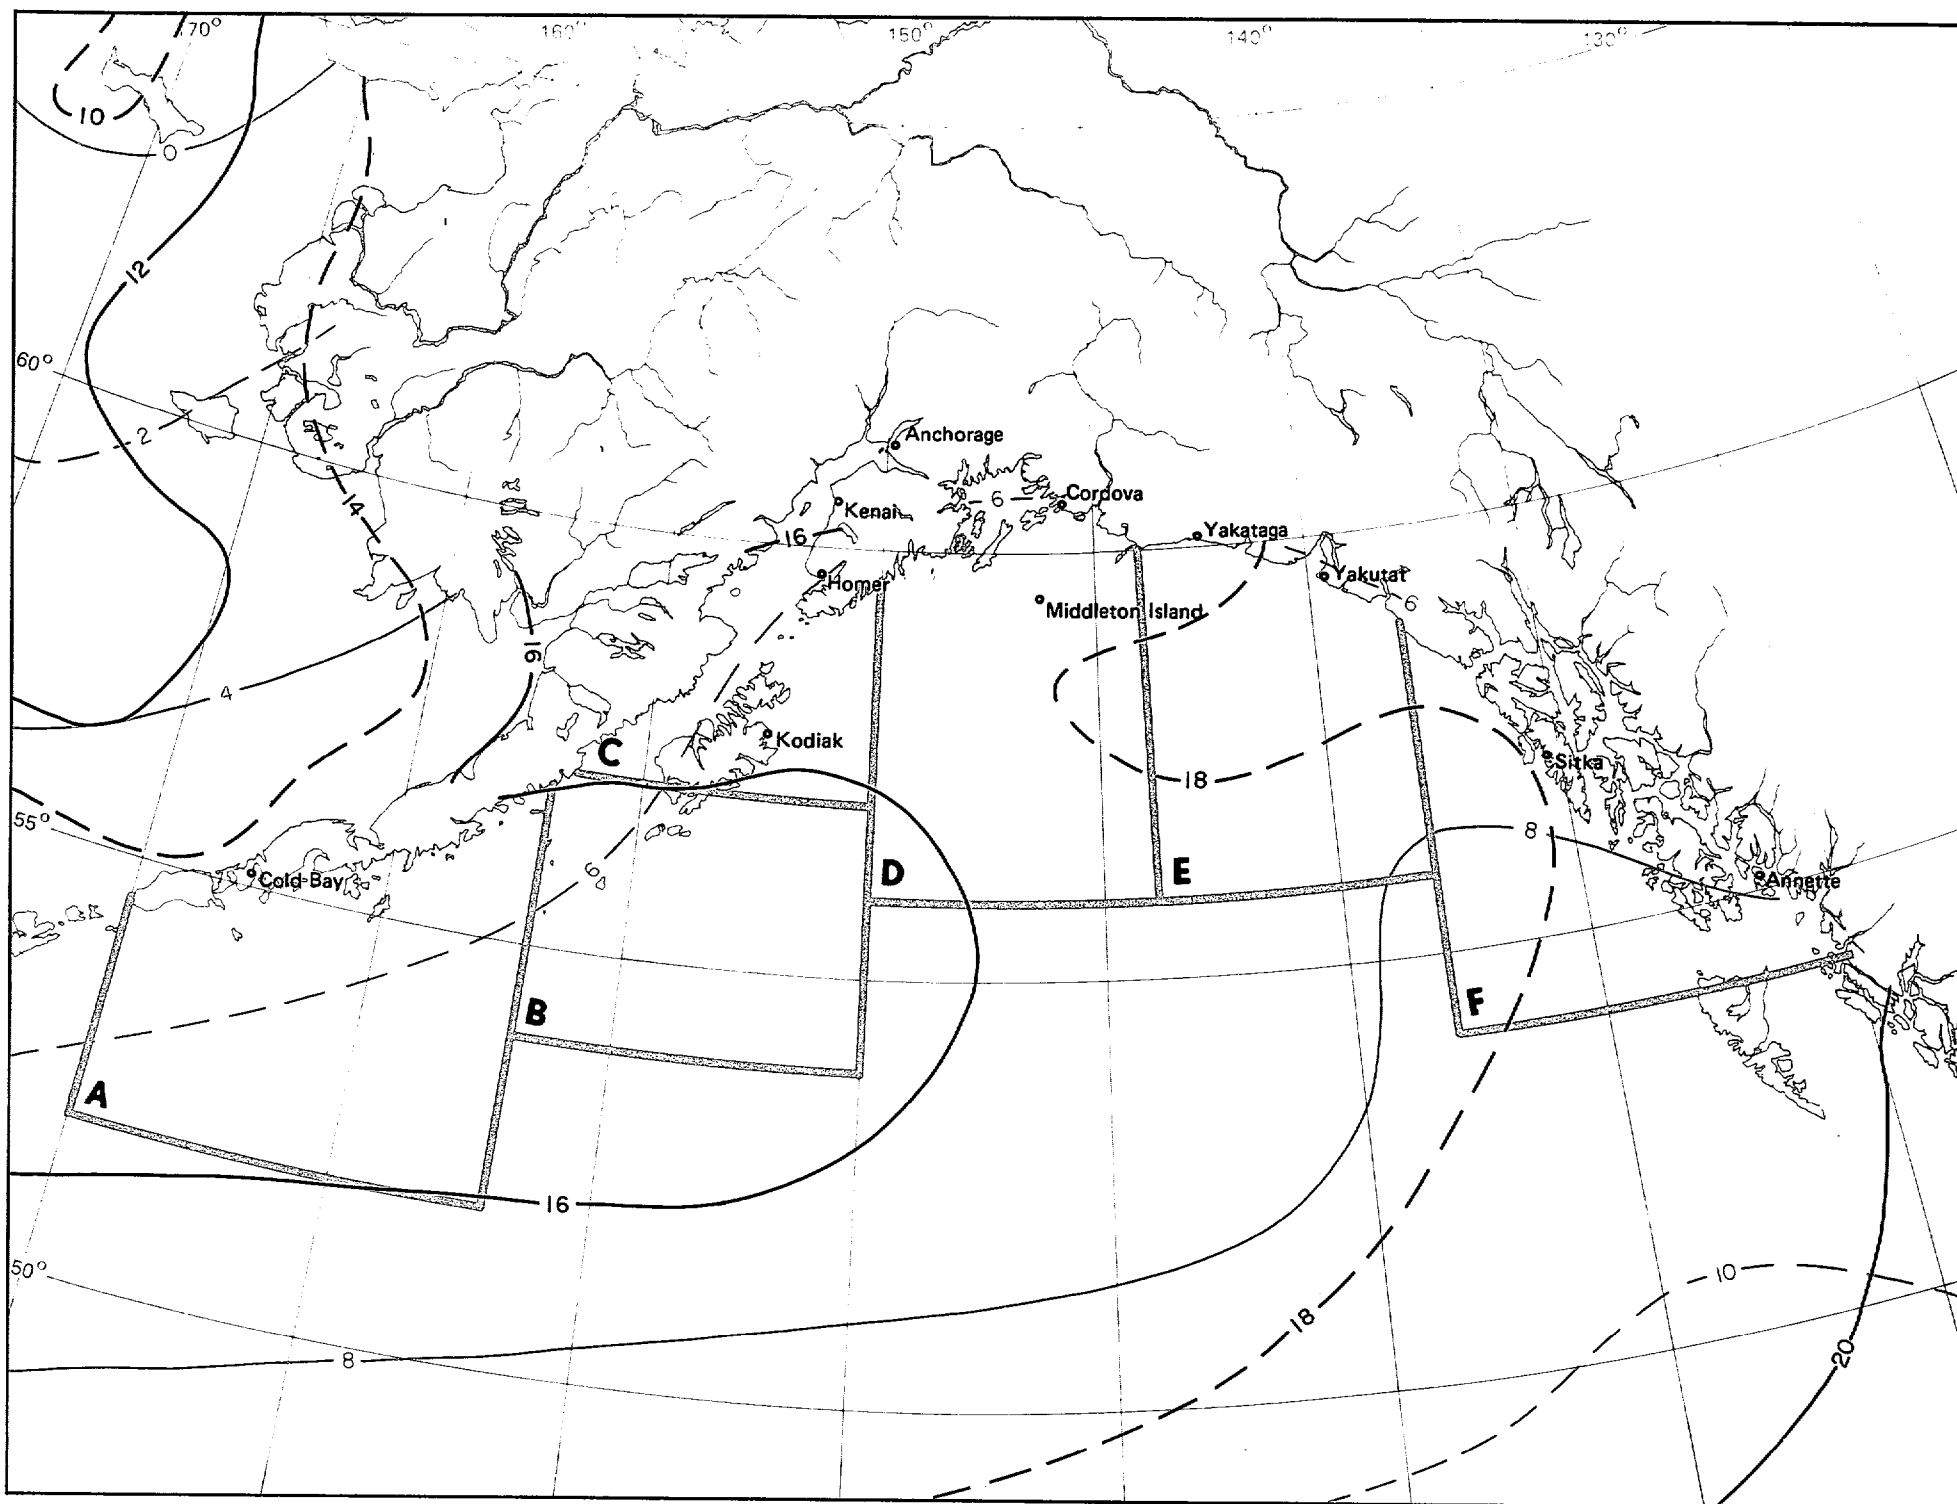 170°
160°
150°
140°
130°
10
0
12
60°
2
14
Anchorage
6
Cordova
Kenai
16
Yakataga
Homer
Yakutat
Middleton Island
6
16
4
C
Kodiak
Sitka
18
55°
8
6
Cold Bay
D
E
Annette
B
F
A
16
50°
10
18
8
20